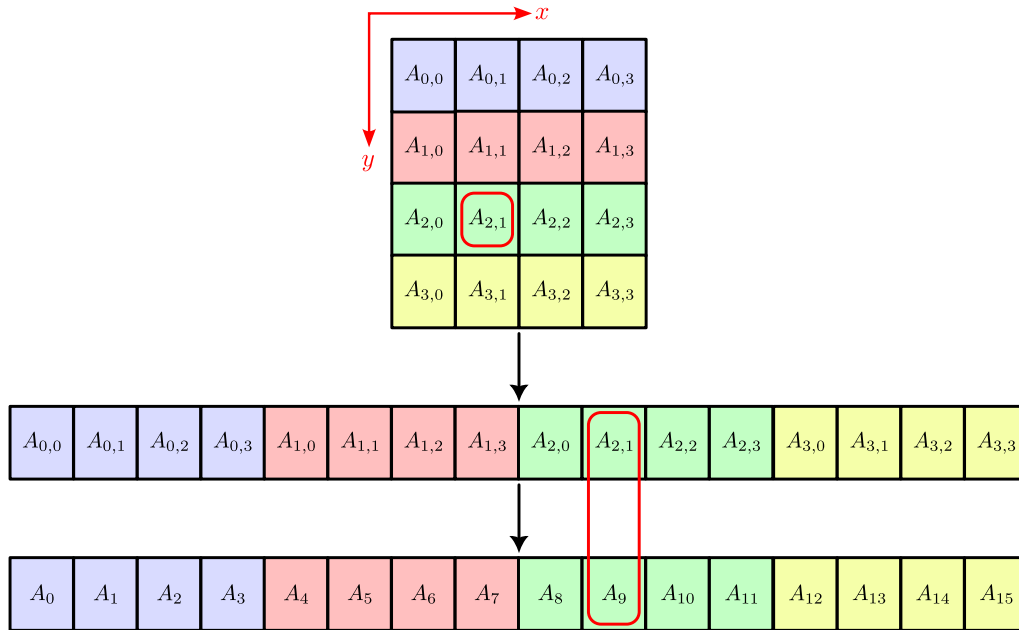 x
A0,0 A0,1 A0,2 A0,3
A1,0 A1,1 A1,2 A1,3
y
A2,0 A2,1 A2,2 A2,3
A3,0 A3,1 A3,2 A3,3
A0,0 A0,1 A0,2 A0,3 A1,0 A1,1 A1,2 A1,3 A2,0 A2,1 A2,2 A2,3 A3,0 A3,1 A3,2 A3,3
A0 A1 A2 A3 A4 A5 A6 A7 A8 A9 A10 A11 A12 A13 A14 A15